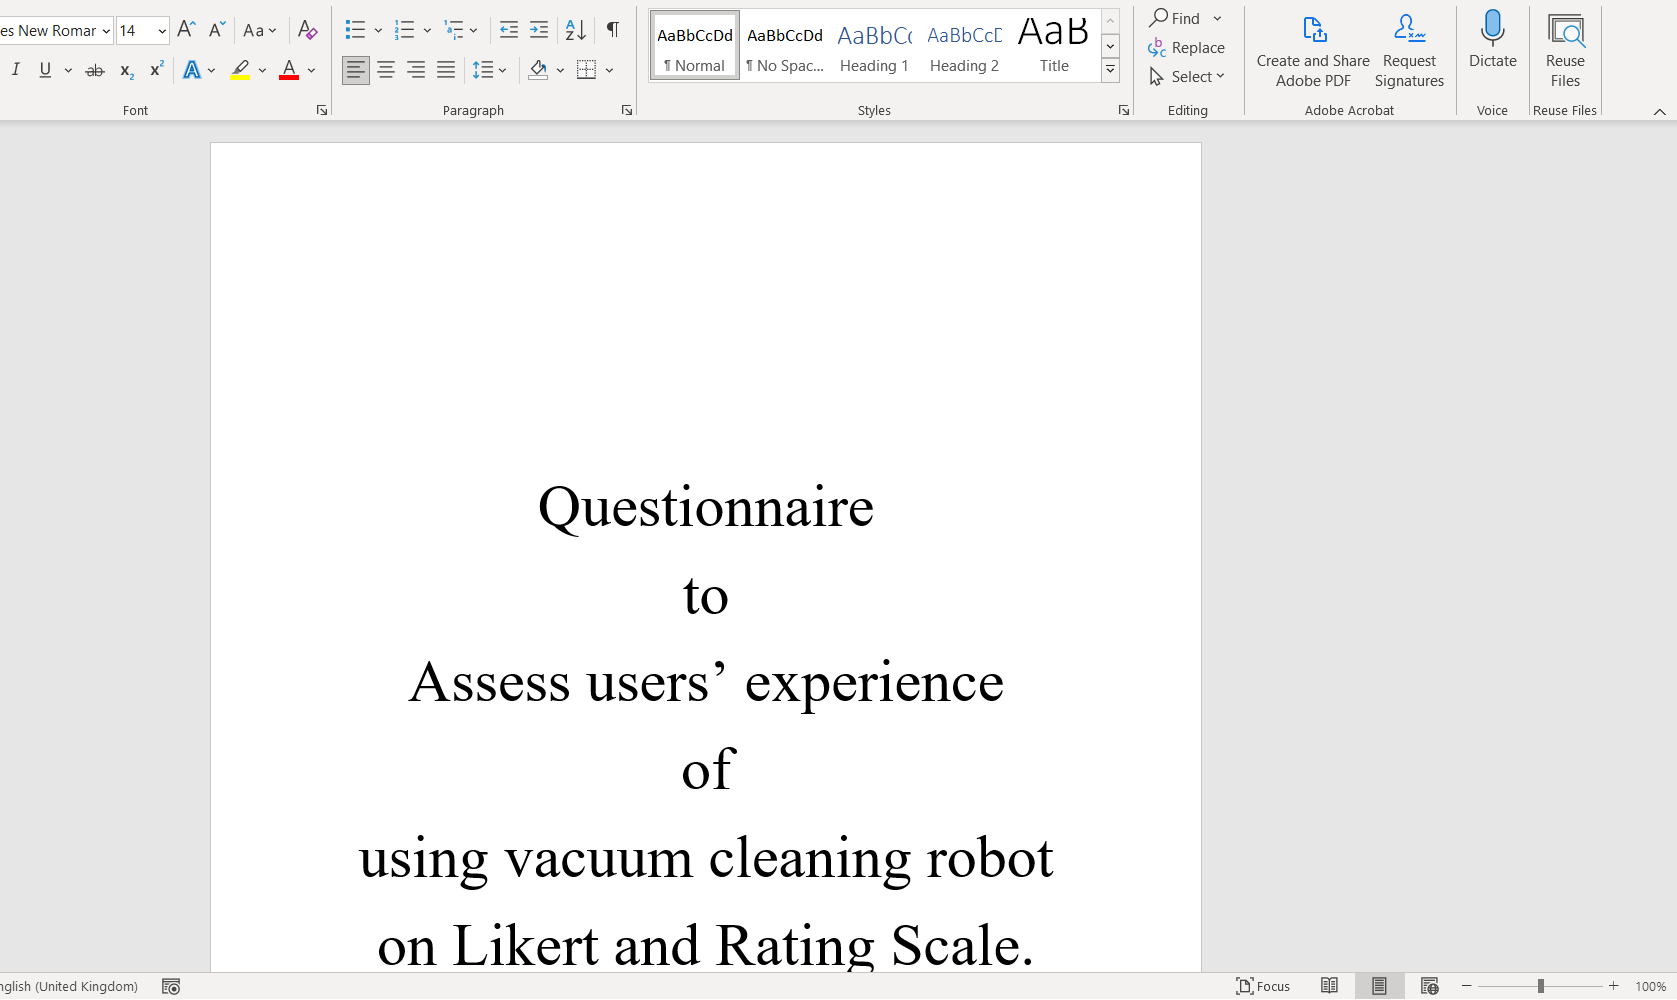 es New Roman 14 Aa
Find
Replace
Select
AaBbCcDd AaBbCcDd AaBbCc AaBbCcD AaB
¶ Normal ¶ No Spac... Heading 1 Heading 2 Title
Create and Share
Adobe PDF
Request
Signatures
Dictate
Reuse
Files
Font Paragraph Styles Editing Adobe Acrobat Voice Reuse Files
Questionnaire
to
Assess users’ experience
of
using vacuum cleaning robot
on Likert and Rating Scale.
nglish (United Kingdom) Focus 100%